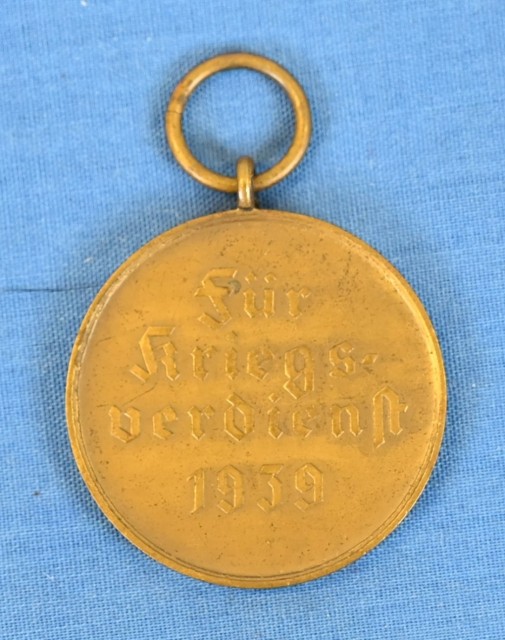 Für
Kriegs-
verdienst
1939